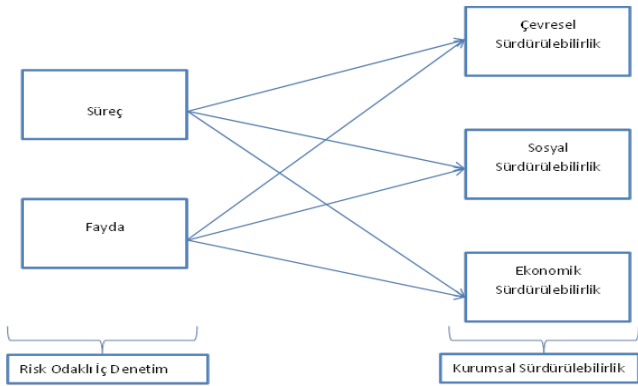 Süreç
Fayda
Risk Odaklı İç Denetim
Çevresel
Sürdürülebilirlik
Sosyal
Sürdürülebilirlik
Ekonomik
Sürdürülebilirlik
Kurumsal Sürdürülebilirlik